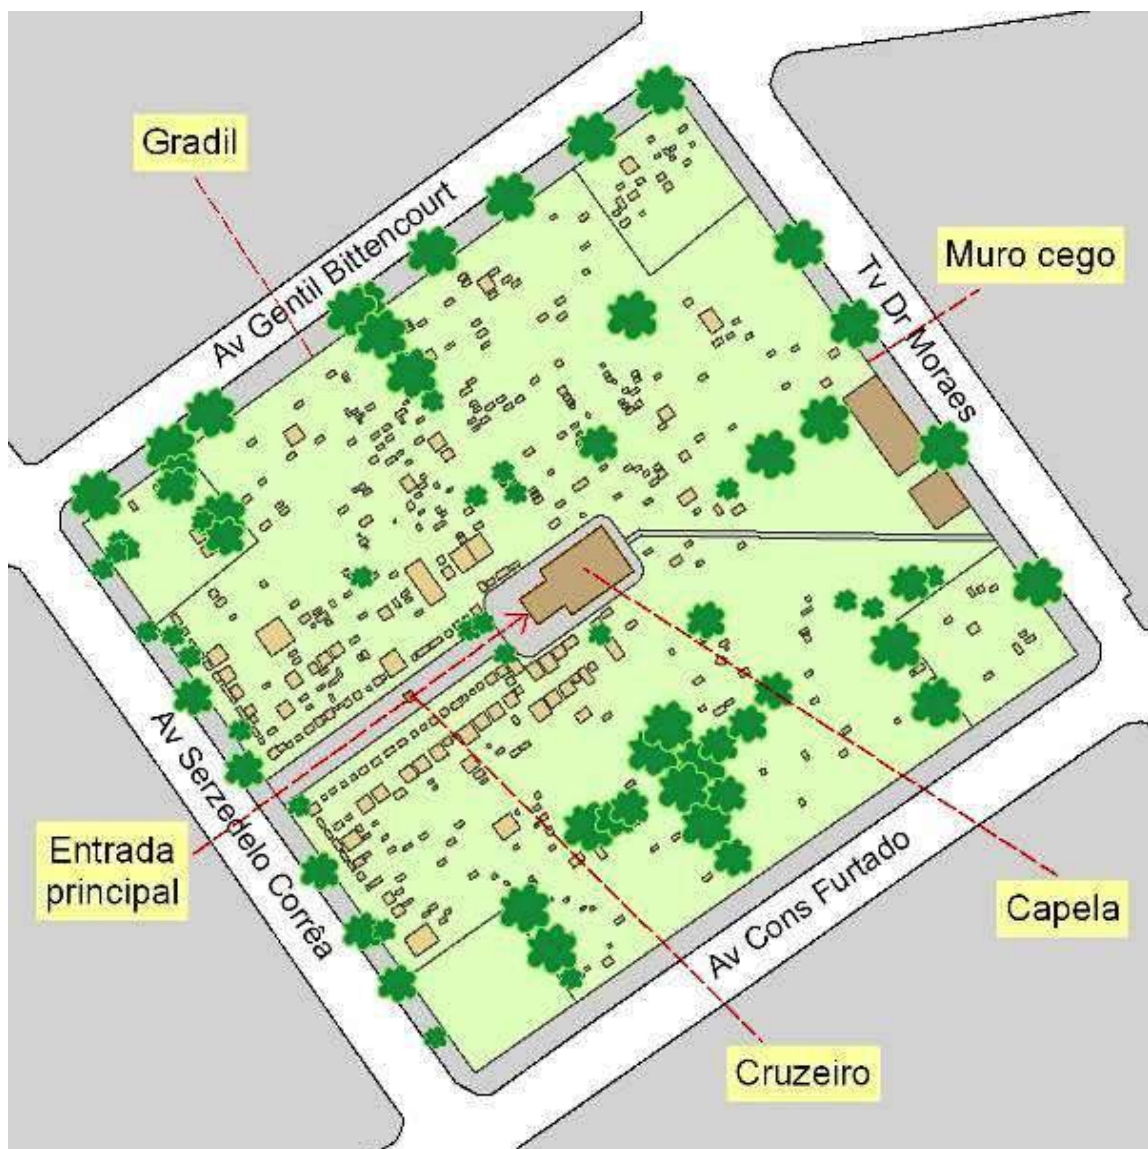 Gradil
Av Gentil Bittencourt
Muro cego
Tv Dr Moraes
Entrada
principal
Av Serzedelo Corrêa
Capela
Av Cons Furtado
Cruzeiro